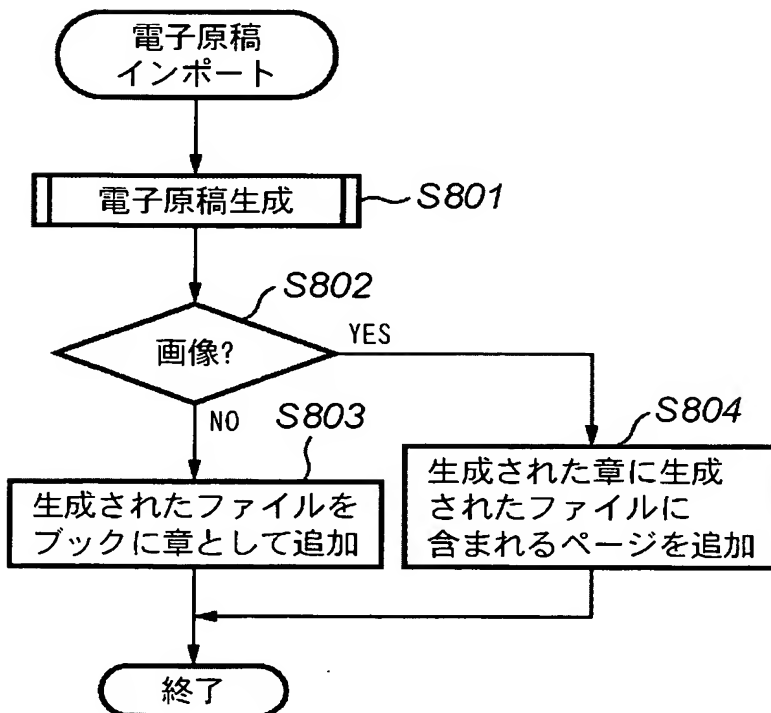 電子原稿
インポート
電子原稿生成
S801
S802
画像?
YES
NO
S803
S804
生成されたファイルを
ブックに章として追加
生成された章に生成
されたファイルに
含まれるページを追加
終了